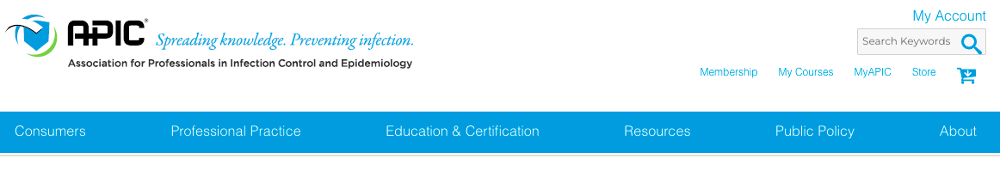 My Account
APIC®
Spreading knowledge. Preventing infection.
Search Keywords
Association for Professionals in Infection Control and Epidemiology
Membership My Courses MyAPIC Store
Consumers Professional Practice Education & Certification Resources Public Policy About